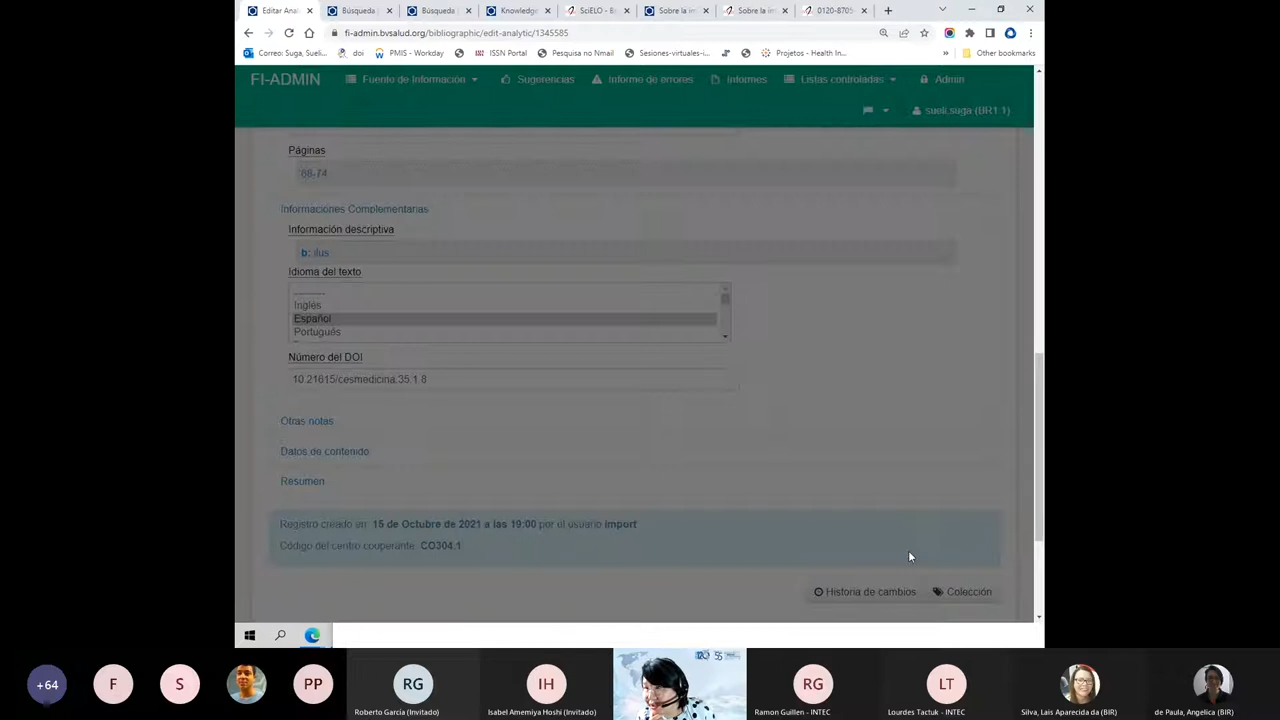 Editar Anal
Búsqueda
Búsqueda
Knowledge
SciELO - B
Sobre la im
Sobre la im
0120-8705
fi-admin.bvsalud.org/bibliographic/edit-analytic/1345585
Correo: Suga, Sueli...
doi
PMIS - Workday
ISSN Portal
Pesquisa no Nmail
Sesiones-virtuales-i...
Projetos - Health In...
»
Other bookmarks
FI-ADMIN
Fuente de Información
Sugerencias
Informe de errores
Informes
Listas controladas
Admin
sueli.suga (BR1.1)
Páginas
Informaciones Complementarias
Información descriptiva
b: ilus
Idioma del texto
---------
Inglés
Español
Portugués
Número del DOI
10.21615/cesmedicina.35.1.8
Otras notas
Datos de contenido
Resumen
Registro creado en: 15 de Octubre de 2021 a las 19:00 por el usuario import
Código del centro cooperante: CO304.1
Historia de cambios
Colección
+64
F
S
PP
RG
IH
RG
LT
Roberto García (Invitado)
Isabel Amemiya Hoshi (Invitado)
Ramon Guillen - INTEC
Lourdes Tactuk - INTEC
Silva, Lais Aparecida da (BIR)
de Paula, Angelica (BIR)